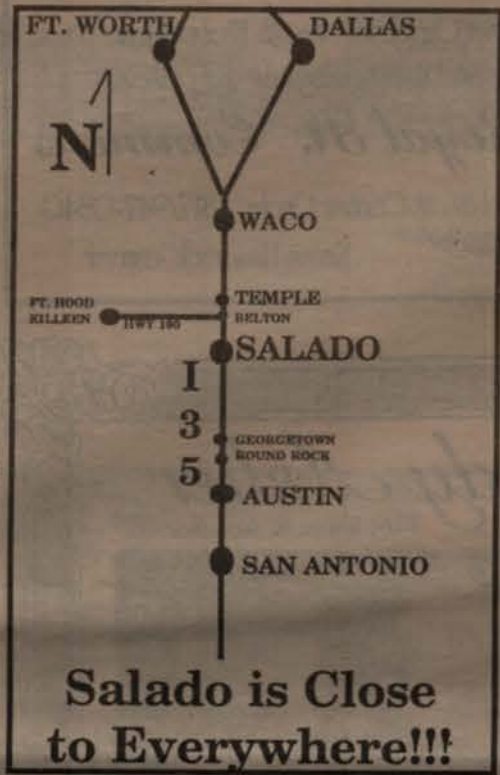 FT. WORTH
DALLAS
N
WACO
TEMPLE
FT. HOOD
KILLEEN
HWY 190
BELTON
SALADO
I
3
5
GEORGETOWN
ROUND ROCK
AUSTIN
SAN ANTONIO
Salado is Close
to Everywhere!!!